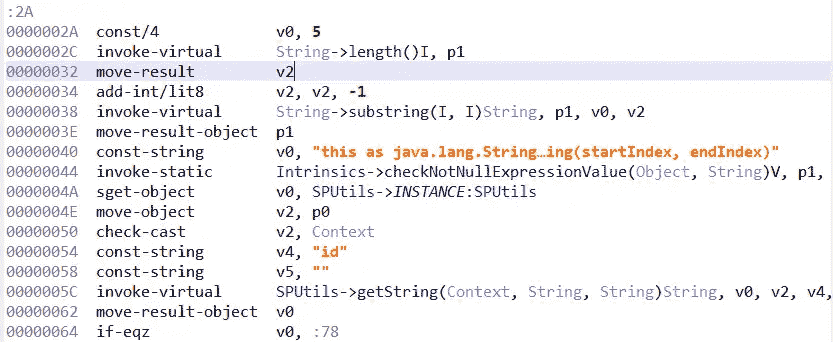 :2A
0000002A const/4 v0, 5
0000002C invoke-virtual String->length()I, p1
00000032 move-result v2
00000034 add-int/lit8 v2, v2, -1
00000038 invoke-virtual String->substring(I, I)String, p1, v0, v2
0000003E move-result-object p1
00000040 const-string v0, "this as java.lang.String…ing(startIndex, endIndex)"
00000044 invoke-static Intrinsics->checkNotNullExpressionValue(Object, String)V, p1,
0000004A sget-object v0, SPUtils->INSTANCE:SPUtils
0000004E move-object v2, p0
00000050 check-cast v2, Context
00000054 const-string v4, "id"
00000058 const-string v5, ""
0000005C invoke-virtual SPUtils->getString(Context, String, String)String, v0, v2, v4,
00000062 move-result-object v0
00000064 if-eqz v0, :78